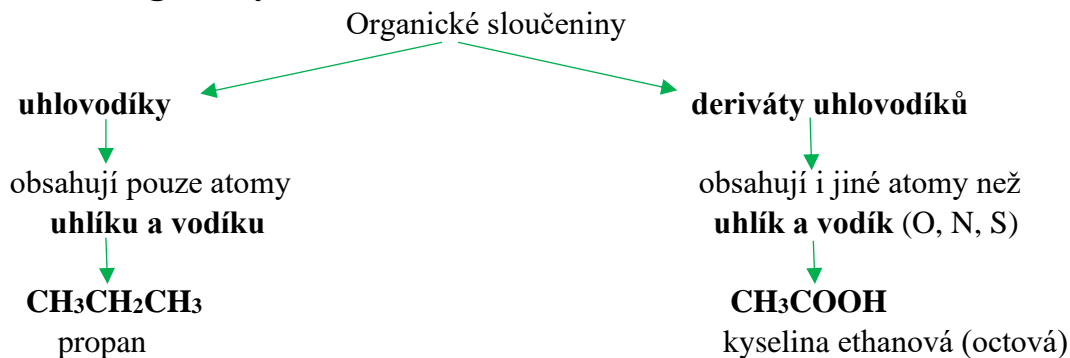 Organické sloučeniny
uhlovodíky
deriváty uhlovodíků
obsahují pouze atomy
uhlíku a vodíku
obsahují i jiné atomy než
uhlík a vodík (O, N, S)
CH₃CH₂CH₃
propan
CH₃COOH
kyselina ethanová (octová)